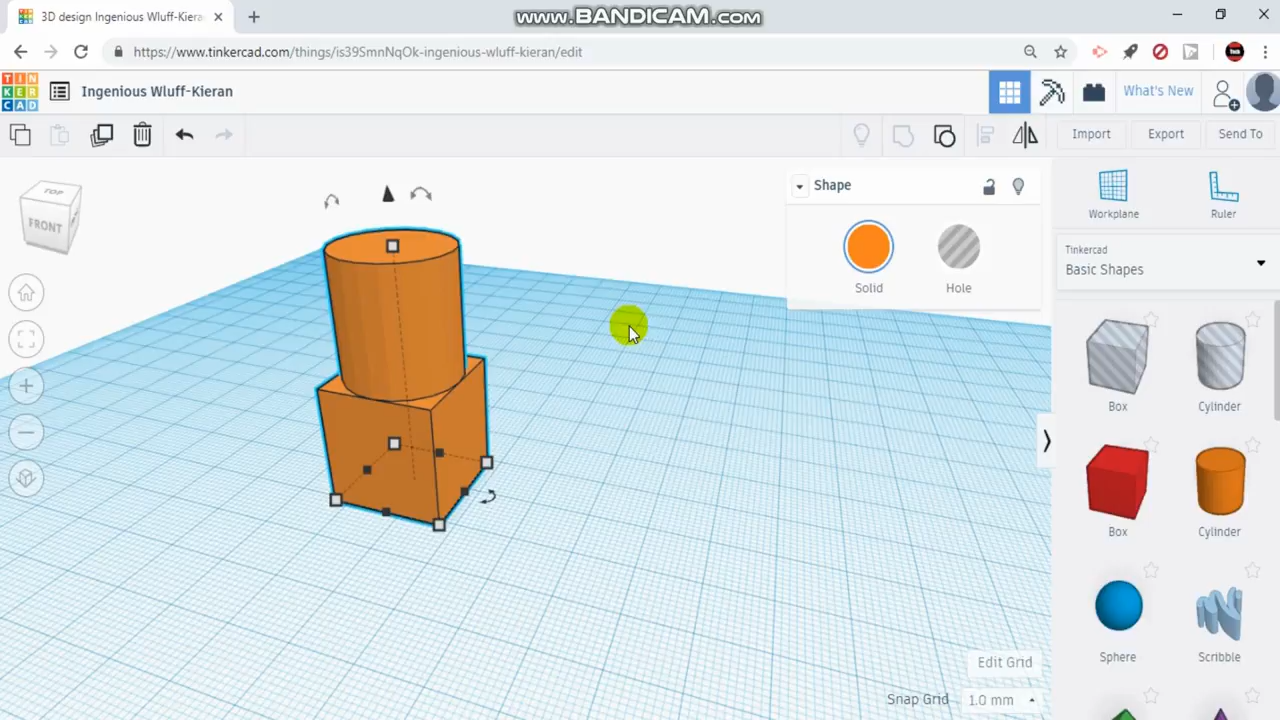 3D design Ingenious Wluff-Kiera
www.BANDICAM.com
https://www.tinkercad.com/things/is39SmnNqOk-ingenious-wluff-kieran/edit
TIN
KER
CAD
Ingenious Wluff-Kieran
What's New
Import
Export
Send To
TOP
FRONT
Shape
Solid
Hole
Workplane
Ruler
Tinkercad
Basic Shapes
Box
Cylinder
Box
Cylinder
Sphere
Scribble
Edit Grid
Snap Grid
1.0 mm